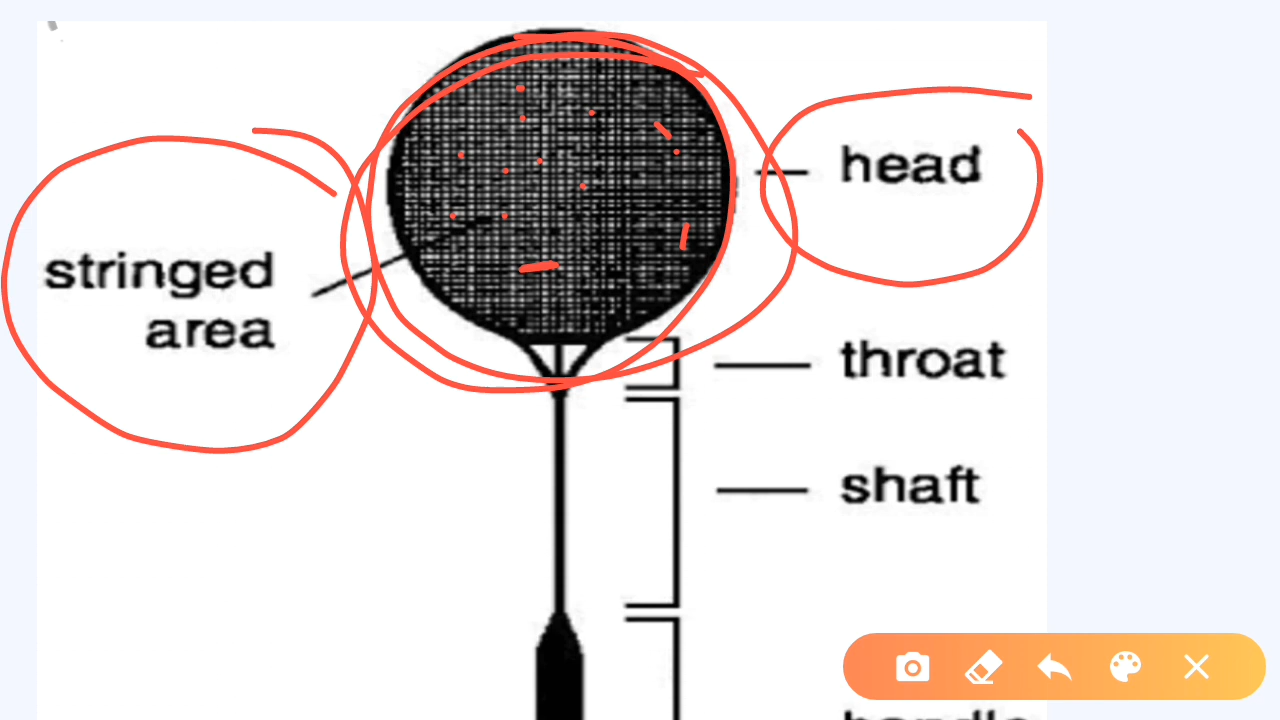 head
stringed
area
throat
shaft